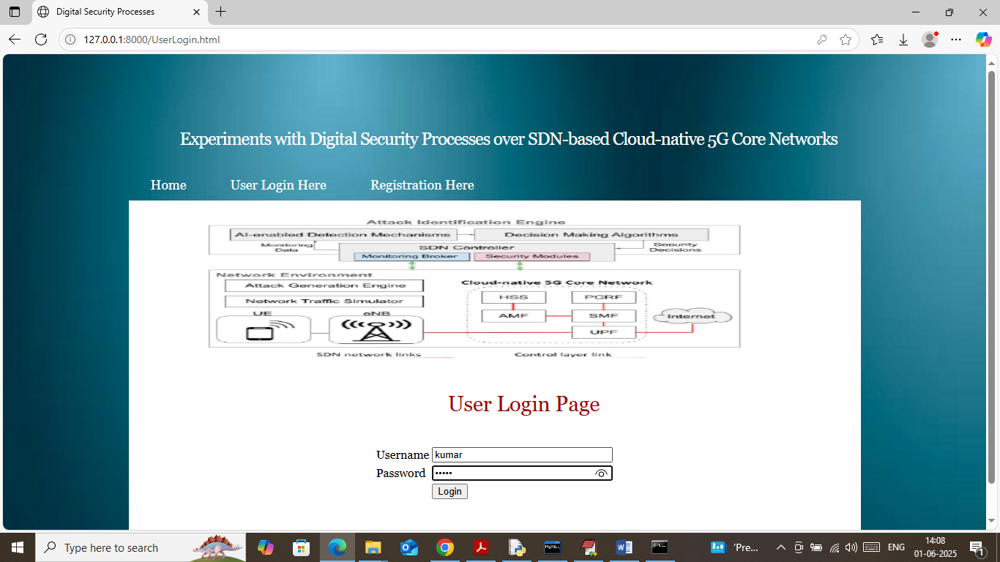 Digital Security Processes
127.0.0.1:8000/UserLogin.html
Experiments with Digital Security Processes over SDN-based Cloud-native 5G Core Networks
Home User Login Here Registration Here
Attack Identification Engine
AI-enabled Detection Mechanisms Decision Making Algorithms
Monitoring Data
SDN Controller
Security Decisions
Monitoring Broker Security Modules
Network Environment
Attack Generation Engine
Cloud-native 5G Core Network
Network Traffic Simulator
HSS PCRF
UE eNB
AMF SMF Internet
UPF
SDN network links Control layer link
User Login Page
Username kumar
Password •••••
Login
Type here to search
MySQL
'Pre...
ENG
14:08
01-06-2025
1